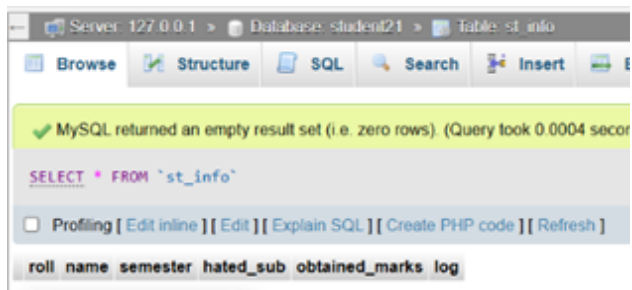 Server: 127.0.0.1 » Database: student21 » Table: st_info
Browse Structure SQL Search Insert
MySQL returned an empty result set (i.e. zero rows). (Query took 0.0004
SELECT * FROM `st_info`
Profiling [ Edit inline ] [ Edit ] [ Explain SQL ] [ Create PHP code ] [ Refresh ]
roll name semester hated_sub obtained_marks log